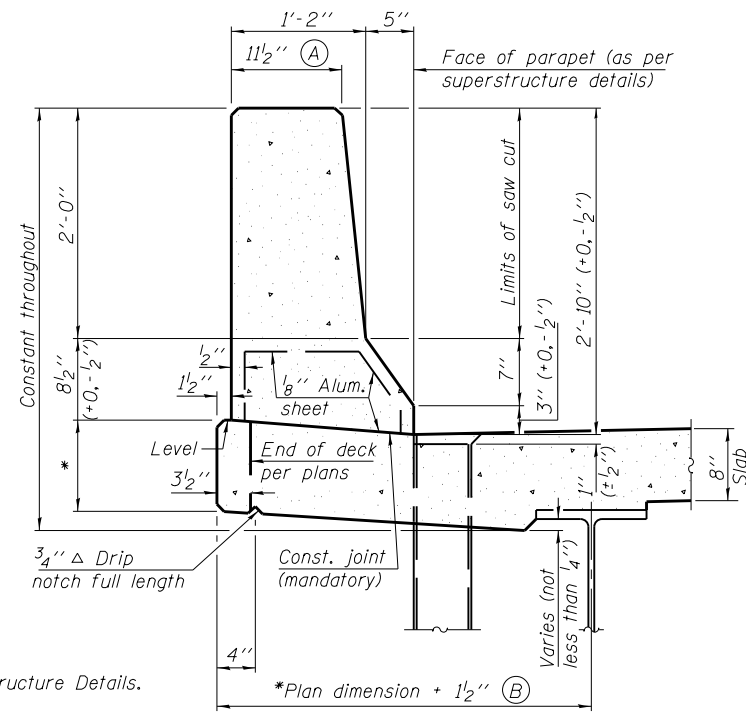 1'-2"
5"
11½" (A)
Face of parapet (as per
superstructure details)
Constant throughout
2'-0"
Limits of saw cut
2'-10" (+0,-½")
8½"
(+0,-½")
½"
1½"
⅛" Alum.
sheet
7"
3" (+0,-½")
*
Level
End of deck
per plans
3½"
1"
(±½")
8"
Slab
¾" △ Drip
notch full length
Const. joint
(mandatory)
Varies (not
less than ¼")
4"
ructure Details.
*Plan dimension + 1½" (B)